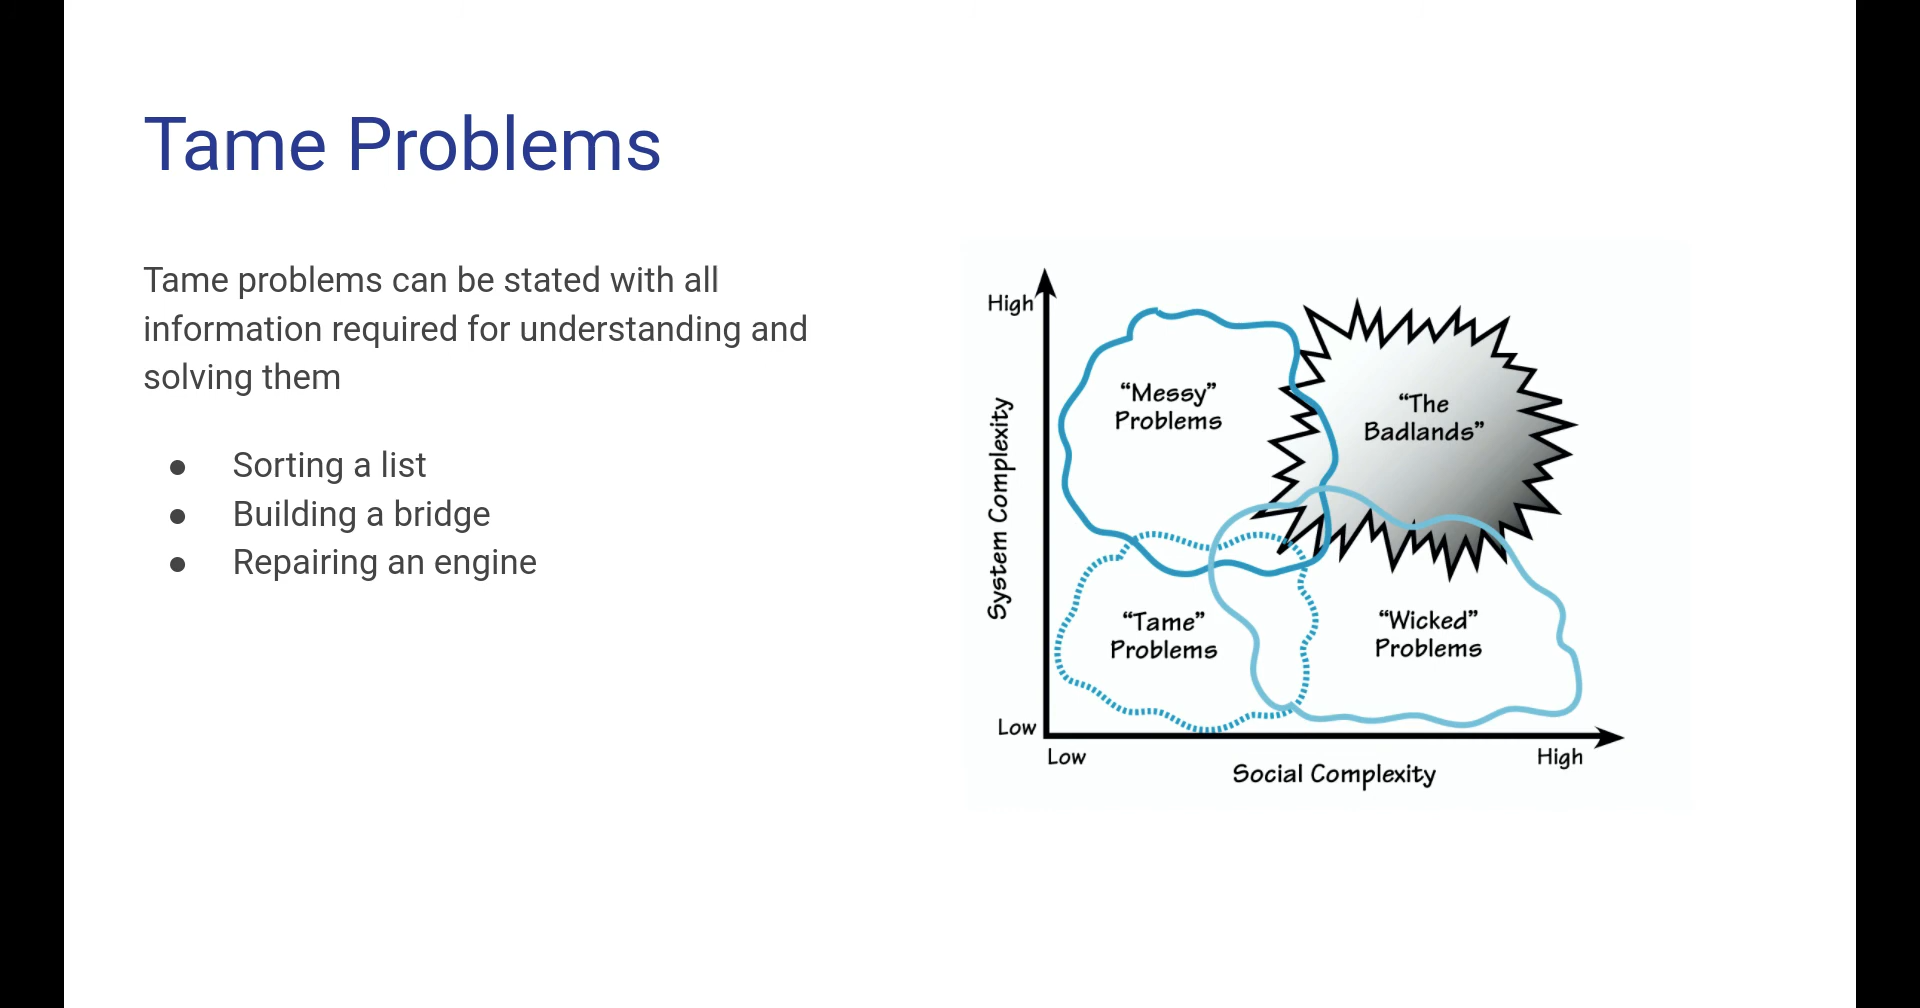 Tame Problems
Tame problems can be stated with all
information required for understanding and
solving them
● Sorting a list
● Building a bridge
● Repairing an engine
High
System Complexity
Low
Low
High
Social Complexity
“Messy”
Problems
“The
Badlands”
“Tame”
Problems
“Wicked”
Problems